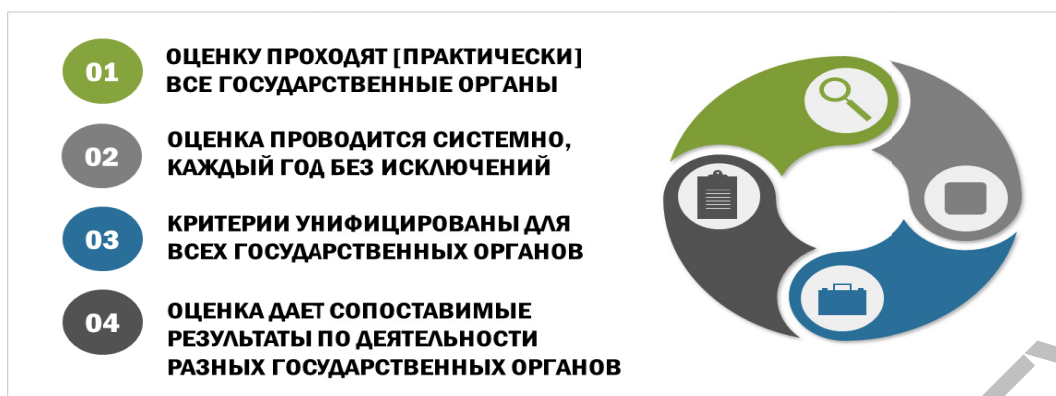 01
ОЦЕНКУ ПРОХОДЯТ [ПРАКТИЧЕСКИ]
ВСЕ ГОСУДАРСТВЕННЫЕ ОРГАНЫ
02
ОЦЕНКА ПРОВОДИТСЯ СИСТЕМНО,
КАЖДЫЙ ГОД БЕЗ ИСКЛЮЧЕНИЙ
03
КРИТЕРИИ УНИФИЦИРОВАНЫ ДЛЯ
ВСЕХ ГОСУДАРСТВЕННЫХ ОРГАНОВ
04
ОЦЕНКА ДАЕТ СОПОСТАВИМЫЕ
РЕЗУЛЬТАТЫ ПО ДЕЯТЕЛЬНОСТИ
РАЗНЫХ ГОСУДАРСТВЕННЫХ ОРГАНОВ